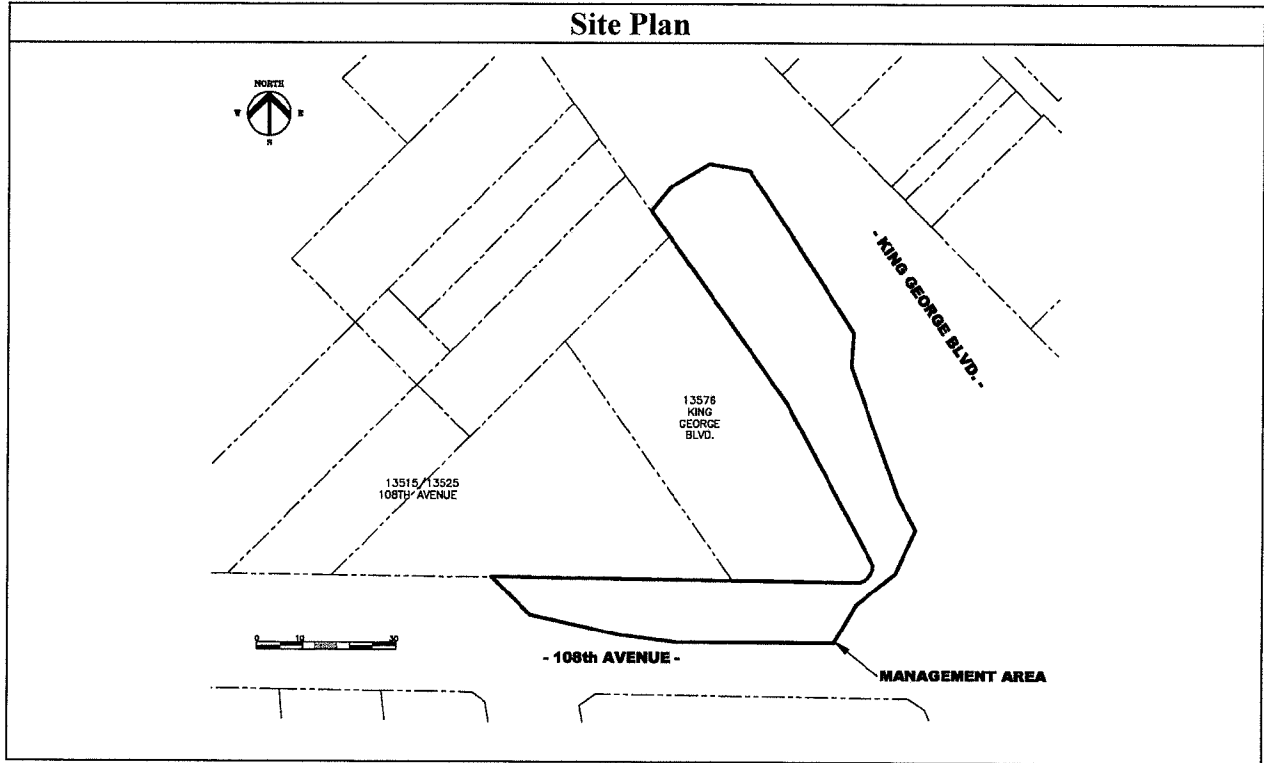 Site Plan
NORTH
W E
S
- KING GEORGE BLVD. -
13576
KING
GEORGE
BLVD.
13515/13525
108TH AVENUE
0 10 30
- 108th AVENUE -
MANAGEMENT AREA